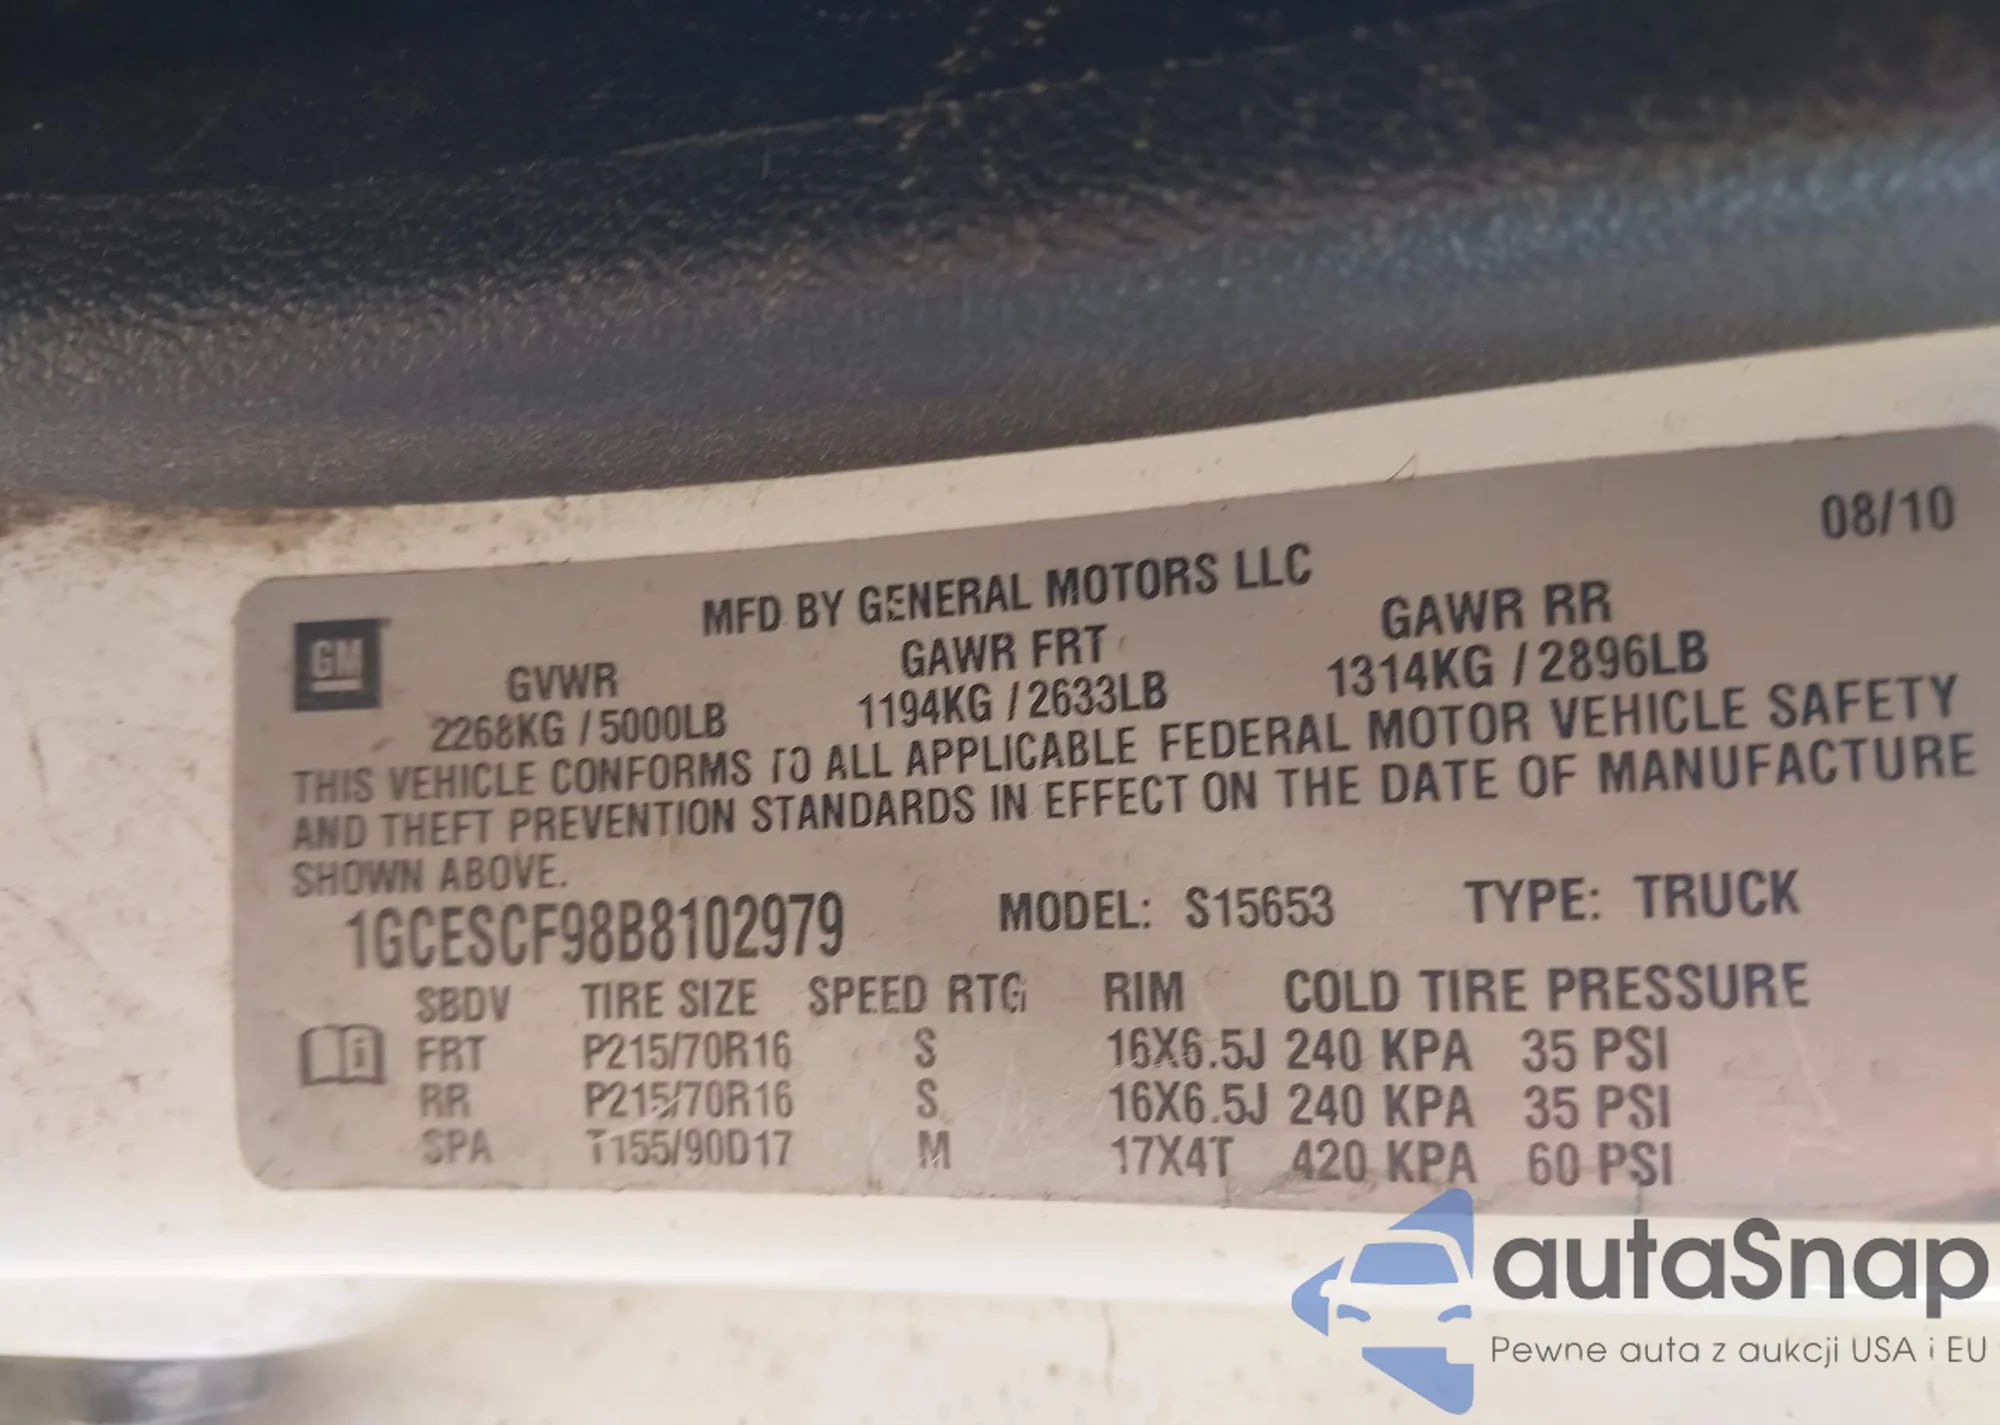 08/10
MFD BY GENERAL MOTORS LLC
GM
GVWR GAWR FRT GAWR RR
2268KG / 5000LB 1194KG / 2633LB 1314KG / 2896LB
THIS VEHICLE CONFORMS TO ALL APPLICABLE FEDERAL MOTOR VEHICLE SAFETY
AND THEFT PREVENTION STANDARDS IN EFFECT ON THE DATE OF MANUFACTURE
SHOWN ABOVE.
1GCESCF98B8102979 MODEL: S15653 TYPE: TRUCK
SBDV TIRE SIZE SPEED RTG RIM COLD TIRE PRESSURE
FRT P215/70R16 S 16X6.5J 240 KPA 35 PSI
RR P215/70R16 S 16X6.5J 240 KPA 35 PSI
SPA T155/90D17 M 17X4T 420 KPA 60 PSI
autaSnap
Pewne auta z aukcji USA i EU